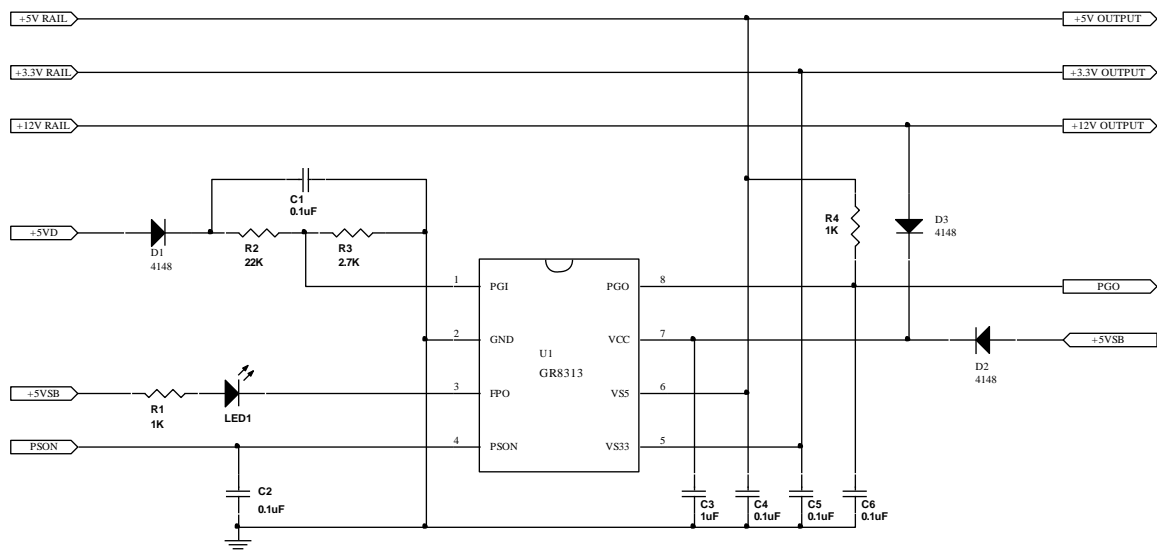 +5V RAIL
+5V OUTPUT
+3.3V RAIL
+3.3V OUTPUT
+12V RAIL
+12V OUTPUT
C1
0.1uF
+5VD
D1
4148
R2
22K
R3
2.7K
R4
1K
D3
4148
1
PGI
PGO
8
PGO
2
GND
VCC
7
+5VSB
U1
GR8313
D2
4148
+5VSB
R1
1K
LED1
3
FPO
VS5
6
PSON
4
PSON
VS33
5
C2
0.1uF
C3
1uF
C4
0.1uF
C5
0.1uF
C6
0.1uF